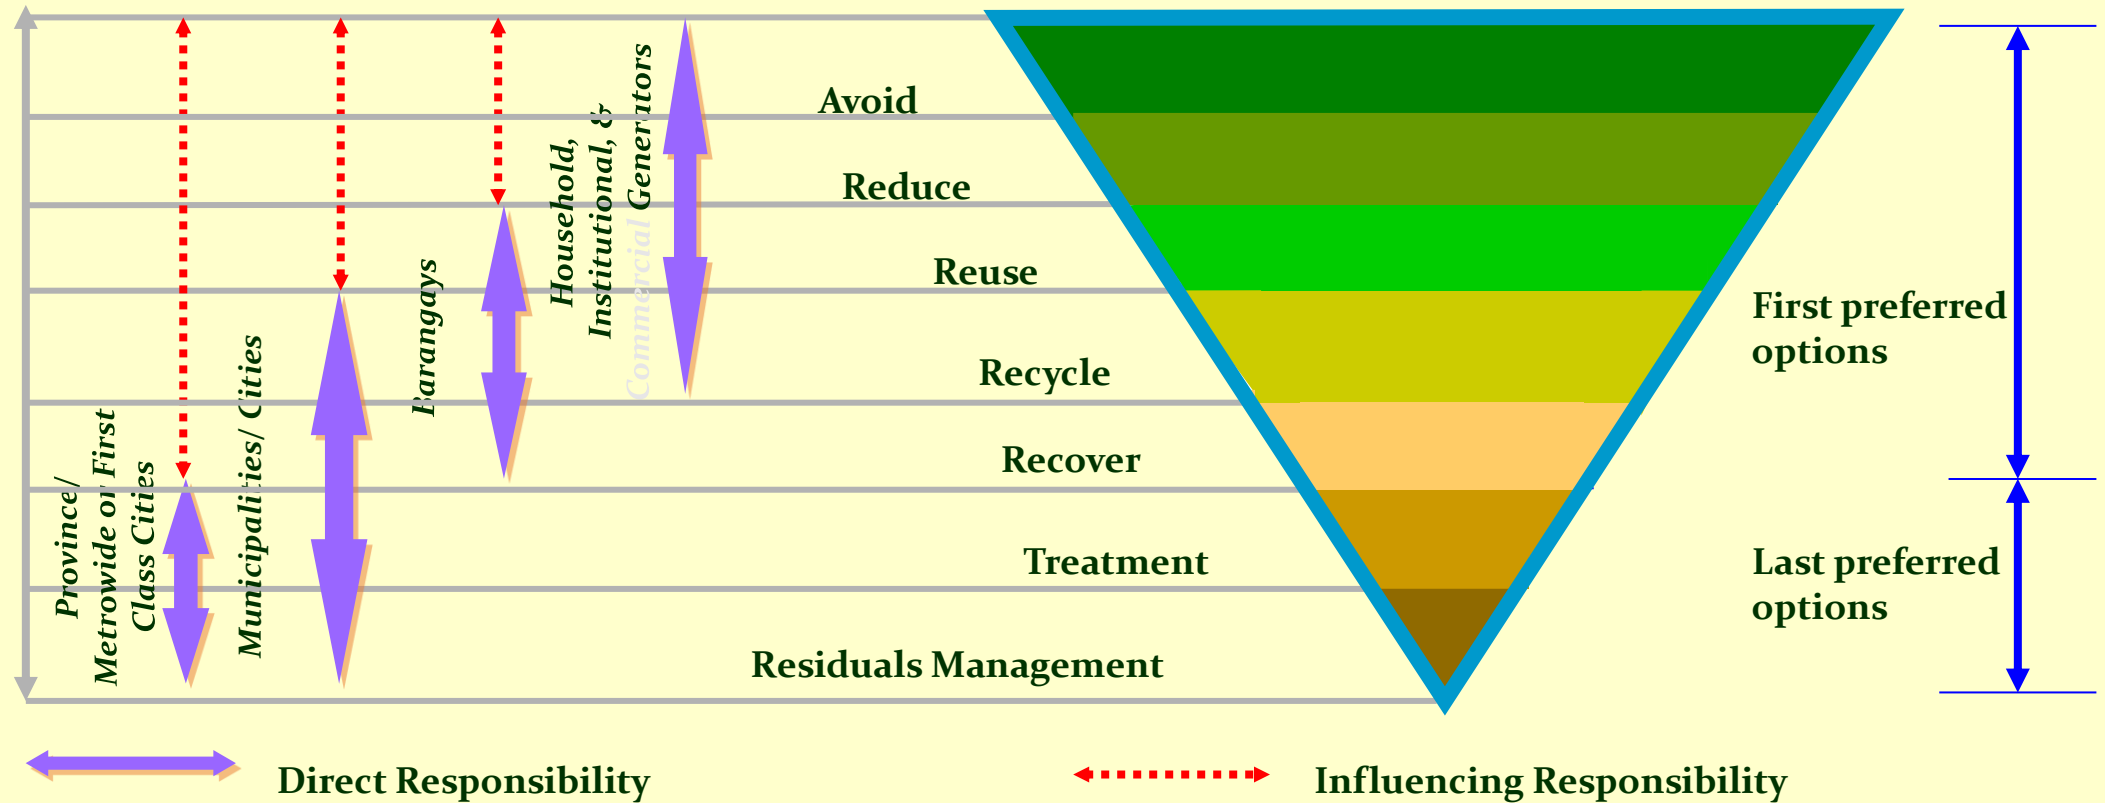 Avoid
Reduce
Reuse
Recycle
Recover
Treatment
Residuals Management
Province/
Metrowide or First
Class Cities
Municipalities/ Cities
Barangays
Household,
Institutional, &
Commercial Generators
First preferred
options
Last preferred
options
Direct Responsibility
Influencing Responsibility